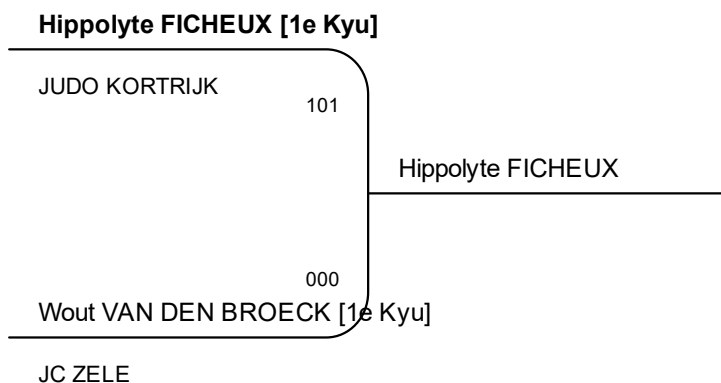 Hippolyte FICHEUX [1e Kyu]
JUDO KORTRIJK
101
Hippolyte FICHEUX
000
Wout VAN DEN BROECK [1e Kyu]
JC ZELE